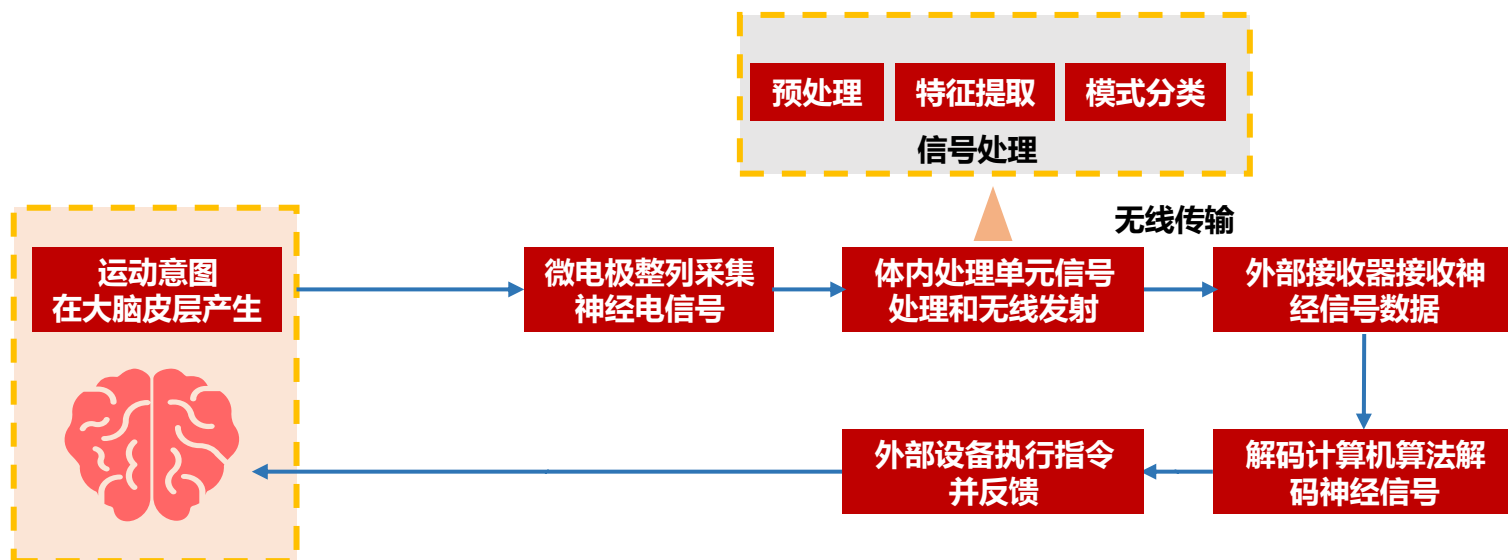 预处理
特征提取
模式分类
信号处理
无线传输
运动意图
在大脑皮层产生
微电极整列采集
神经电信号
体内处理单元信号
处理和无线发射
外部接收器接收神
经信号数据
解码计算机算法解
码神经信号
外部设备执行指令
并反馈